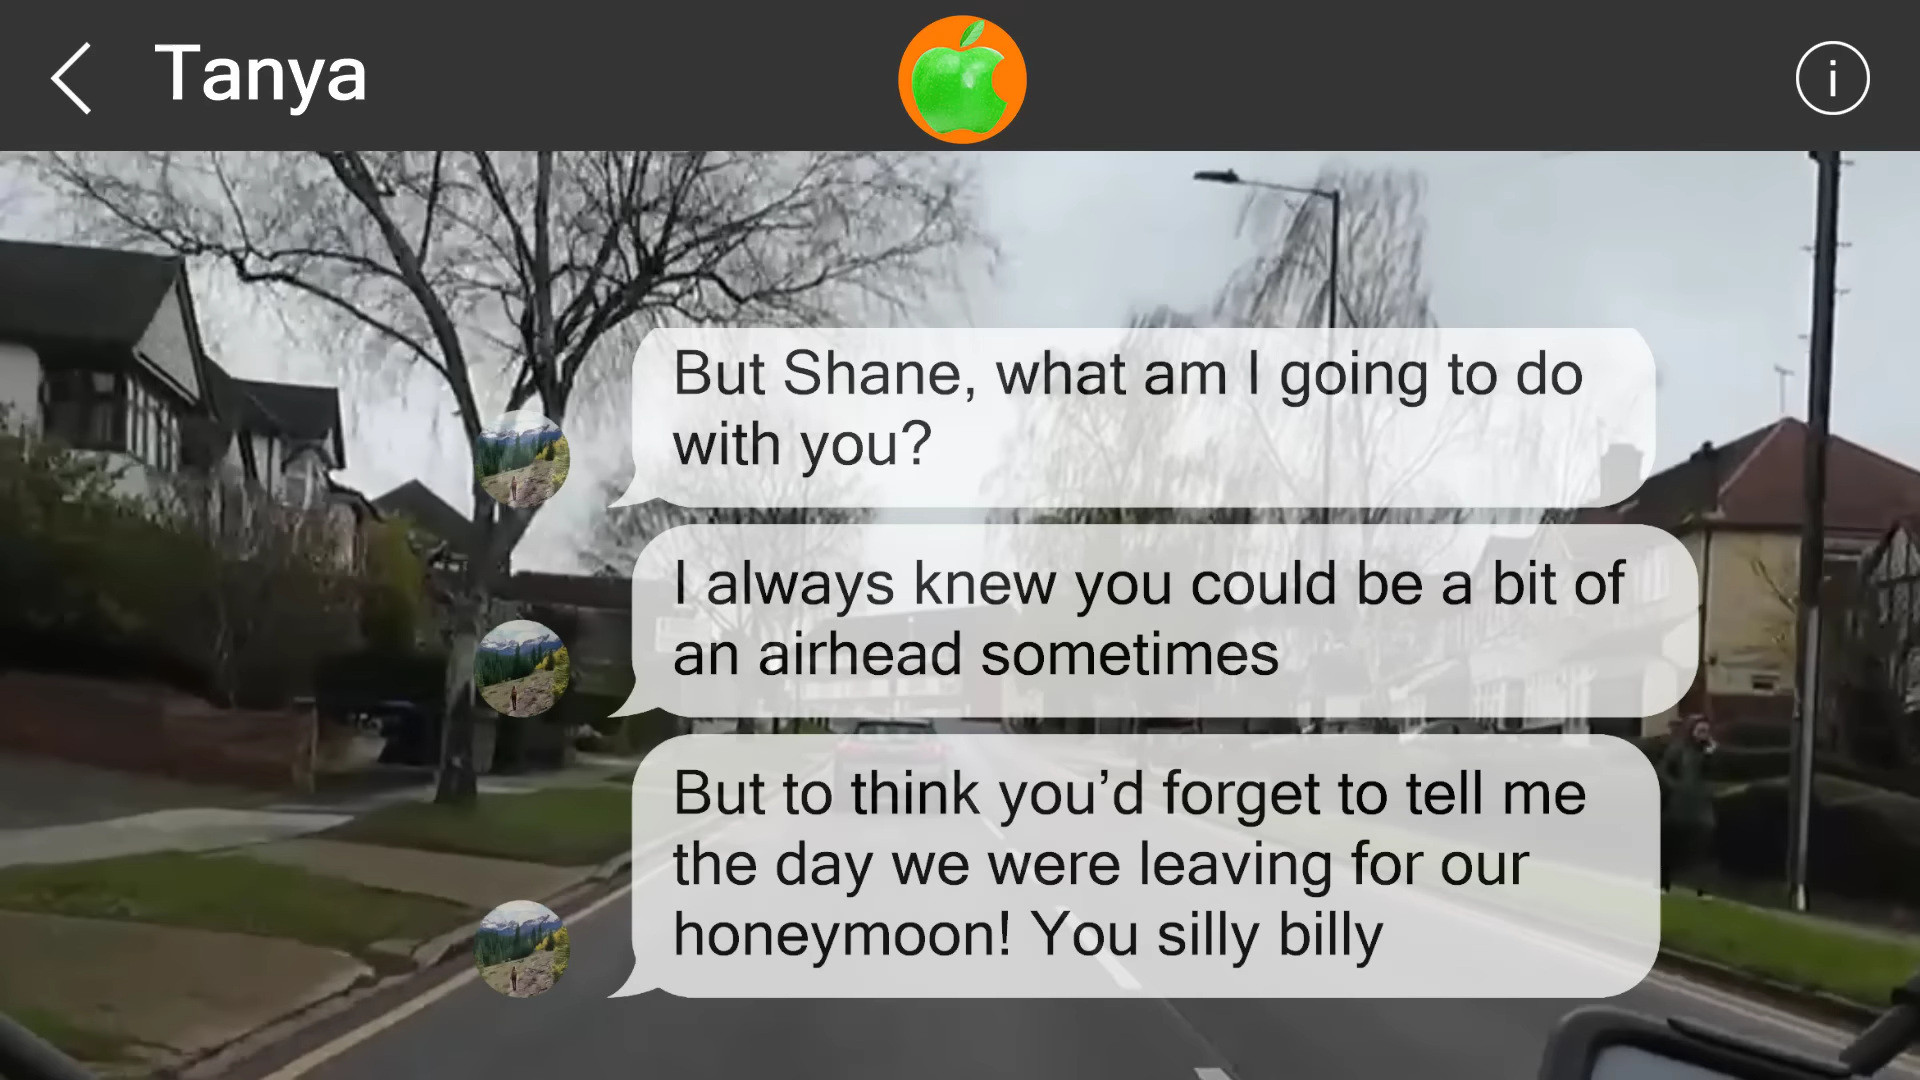 Tanya
i
But Shane, what am I going to do
with you?
I always knew you could be a bit of
an airhead sometimes
But to think you’d forget to tell me
the day we were leaving for our
honeymoon! You silly billy